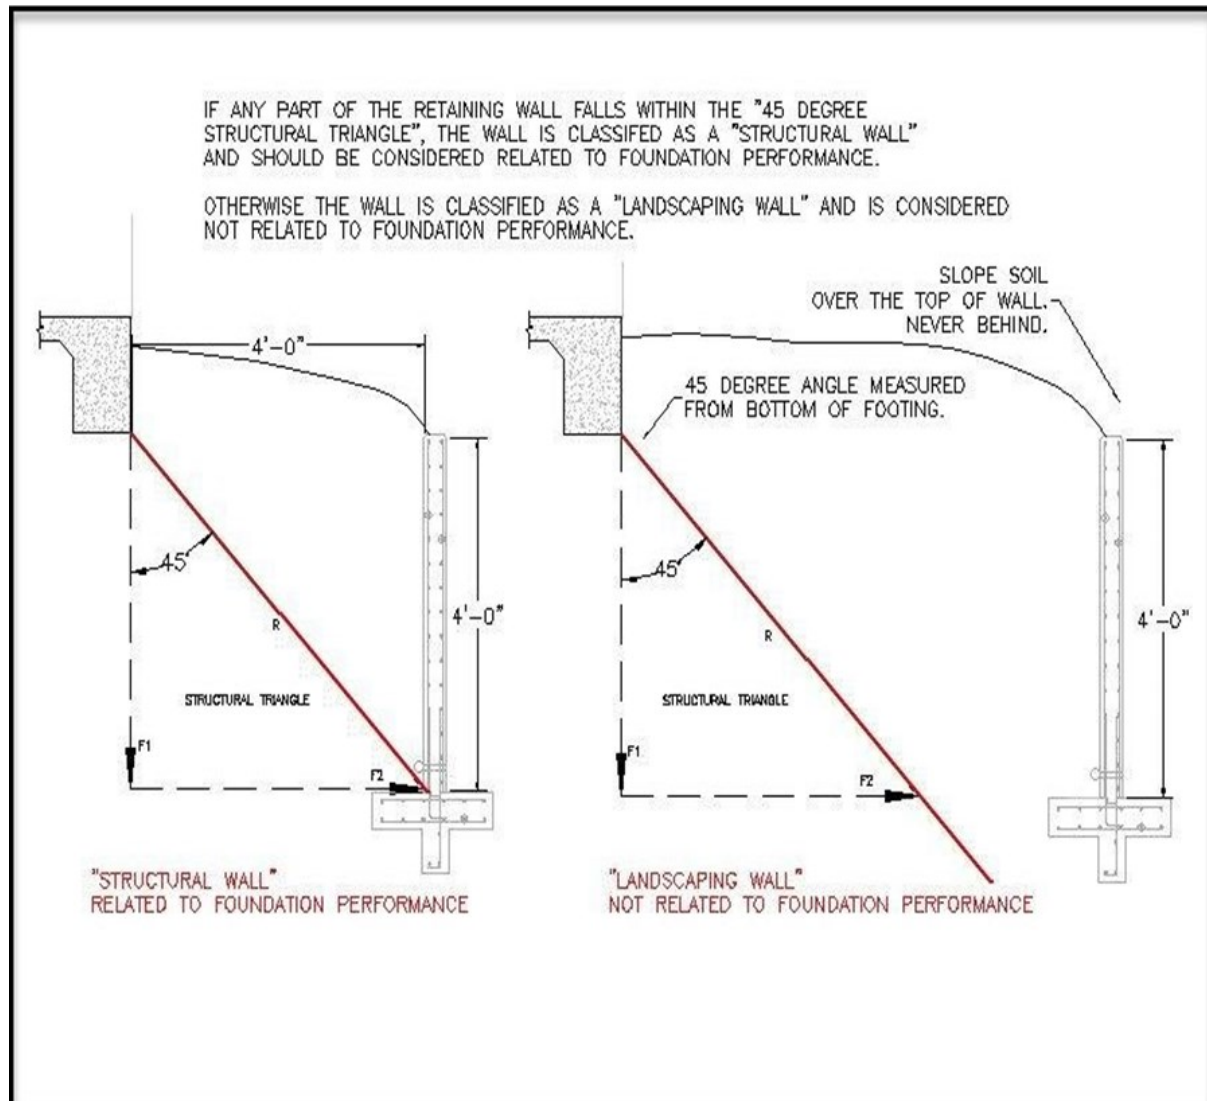 IF ANY PART OF THE RETAINING WALL FALLS WITHIN THE "45 DEGREE
STRUCTURAL TRIANGLE", THE WALL IS CLASSIFED AS A "STRUCTURAL WALL"
AND SHOULD BE CONSIDERED RELATED TO FOUNDATION PERFORMANCE.
OTHERWISE THE WALL IS CLASSIFIED AS A "LANDSCAPING WALL" AND IS CONSIDERED
NOT RELATED TO FOUNDATION PERFORMANCE.
SLOPE SOIL
OVER THE TOP OF WALL.
NEVER BEHIND.
4'-0"
45 DEGREE ANGLE MEASURED
FROM BOTTOM OF FOOTING.
45'
R
4'-0"
STRUCTURAL TRIANGLE
F1
F2
45'
R
4'-0"
STRUCTURAL TRIANGLE
F1
F2
"STRUCTURAL WALL"
RELATED TO FOUNDATION PERFORMANCE
"LANDSCAPING WALL"
NOT RELATED TO FOUNDATION PERFORMANCE